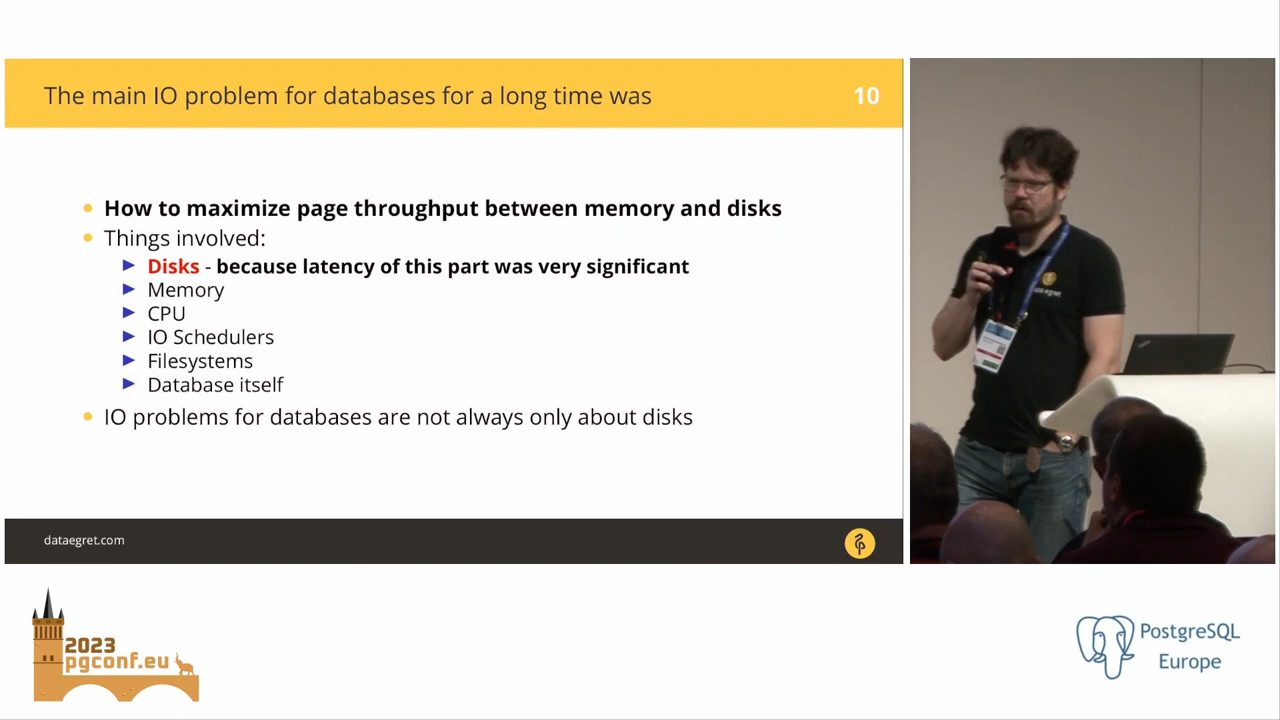 The main IO problem for databases for a long time was
10
How to maximize page throughput between memory and disks
Things involved:
Disks - because latency of this part was very significant
Memory
CPU
IO Schedulers
Filesystems
Database itself
IO problems for databases are not always only about disks
dataegret.com
2023
pgconf.eu
PostgreSQL
Europe